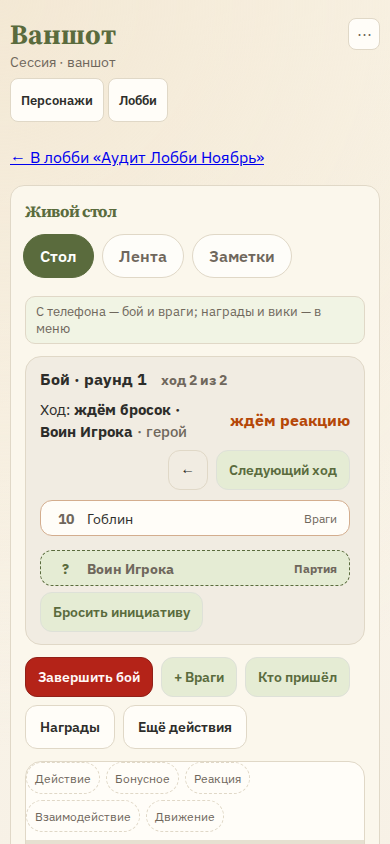 Ваншот
...
Сессия · ваншот
Персонажи Лобби
← В лобби «Аудит Лобби Ноябрь»
Живой стол
Стол Лента Заметки
С телефона — бой и враги; награды и вики — в
меню
Бой · раунд 1 ход 2 из 2
Ход: ждём бросок ·
Воин Игрока · герой
ждём реакцию
← Следующий ход
10 Гоблин Враги
? Воин Игрока Партия
Бросить инициативу
Завершить бой + Враги Кто пришёл
Награды Ещё действия
Действие Бонусное Реакция
Взаимодействие Движение